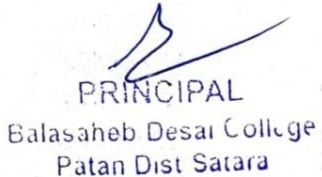 PRINCIPAL
Balasaheb Desai College
Patan Dist Satara